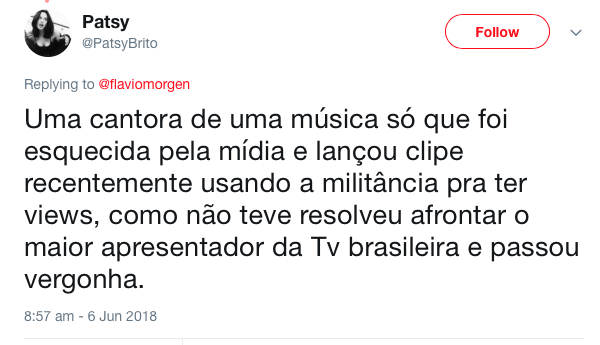 Patsy
@PatsyBrito
Follow
Replying to @flaviomorgen
Uma cantora de uma música só que foi
esquecida pela mídia e lançou clipe
recentemente usando a militância pra ter
views, como não teve resolveu afrontar o
maior apresentador da Tv brasileira e passou
vergonha.
8:57 am - 6 Jun 2018